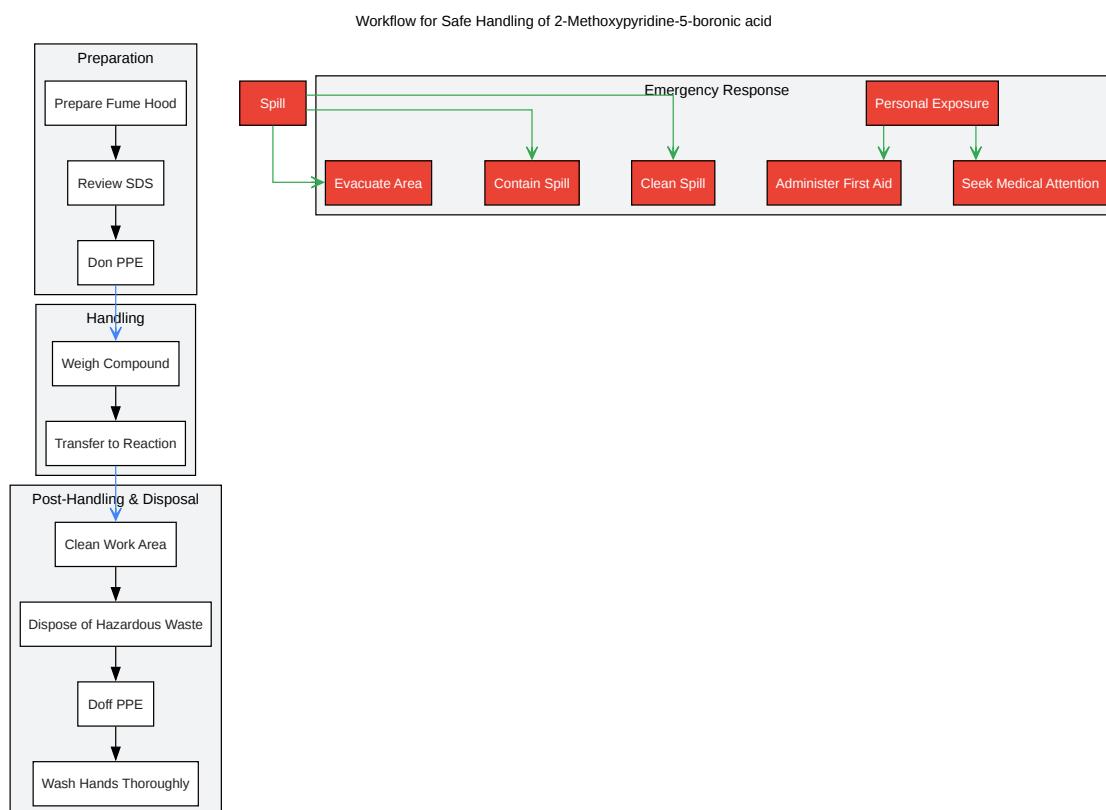 Workflow for Safe Handling of 2-Methoxypyridine-5-boronic acid
Preparation
Prepare Fume Hood
Review SDS
Don PPE
Handling
Weigh Compound
Transfer to Reaction
Post-Handling & Disposal
Clean Work Area
Dispose of Hazardous Waste
Doff PPE
Wash Hands Thoroughly
Spill
Emergency Response
Personal Exposure
Evacuate Area
Contain Spill
Clean Spill
Administer First Aid
Seek Medical Attention